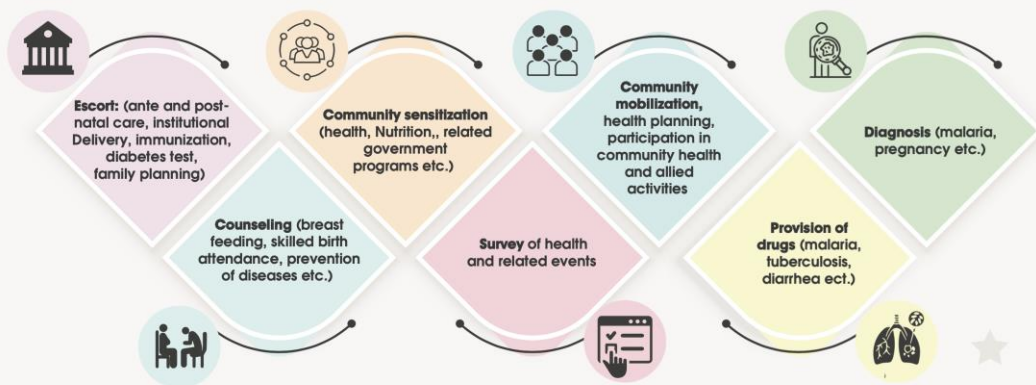 Escort: (ante and post-
natal care, institutional
Delivery, immunization,
diabetes test,
family planning)
Counseling (breast
feeding, skilled birth
attendance, prevention
of diseases etc.)
Community sensitization
(health, Nutrition,, related
government
programs etc.)
Survey of health
and related events
Community
mobilization,
health planning,
participation in
community health
and allied
activities
Provision of
drugs (malaria,
tuberculosis,
diarrhea ect.)
Diagnosis (malaria,
pregnancy etc.)